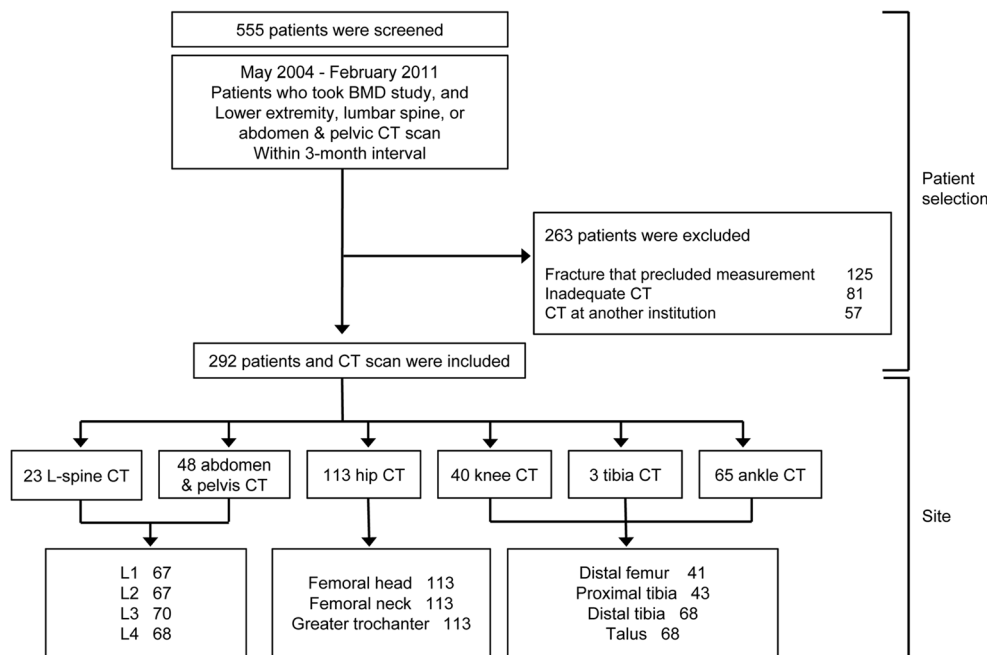 555 patients were screened
May 2004 - February 2011
Patients who took BMD study, and
Lower extremity, lumbar spine, or
abdomen & pelvic CT scan
Within 3-month interval
Patient
selection
263 patients were excluded
Fracture that precluded measurement 125
Inadequate CT 81
CT at another institution 57
292 patients and CT scan were included
23 L-spine CT
48 abdomen
& pelvis CT
113 hip CT
40 knee CT
3 tibia CT
65 ankle CT
Site
L1 67
L2 67
L3 70
L4 68
Femoral head 113
Femoral neck 113
Greater trochanter 113
Distal femur 41
Proximal tibia 43
Distal tibia 68
Talus 68